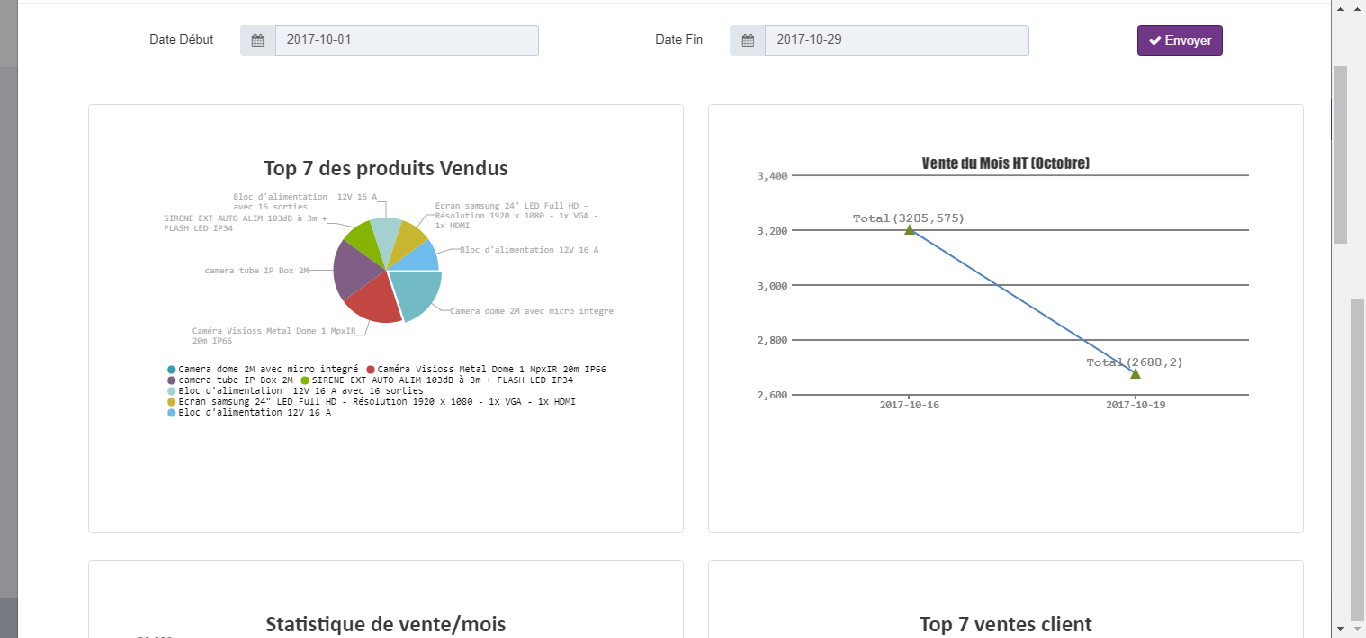 Date Début
2017-10-01
Date Fin
2017-10-29
Envoyer
Top 7 des produits Vendus
Bloc d'alimentation 12V 16 A
avec 16 sorties
SIRENE EXT AUTO ALIM 103dB à 3m +
FLASH LED IP34
Ecran samsung 24" LED Full HD -
Résolution 1920 x 1080 - 1x VGA -
1x HDMI
Bloc d'alimentation 12V 16 A
camera tube IP Box 2M
Camera dome 2M avec micro integre
Caméra Visioss Metal Dome 1 MpxIR
20m IP66
Camera dome 2M avec micro integré
Caméra Visioss Metal Dome 1 MpxIR 20m IP66
camera tube IP Box 2M
SIRENE EXT AUTO ALIM 103dB à 3m + FLASH LED IP34
Bloc d'alimentation 12V 16 A avec 16 sorties
Ecran samsung 24" LED Full HD - Résolution 1920 x 1080 - 1x VGA - 1x HDMI
Bloc d'alimentation 12V 16 A
Vente du Mois HT (Octobre)
3,400
3,200
3,000
2,800
2,600
Total(3205,575)
Total(2680,2)
2017-10-16
2017-10-19
Statistique de vente/mois
Top 7 ventes client